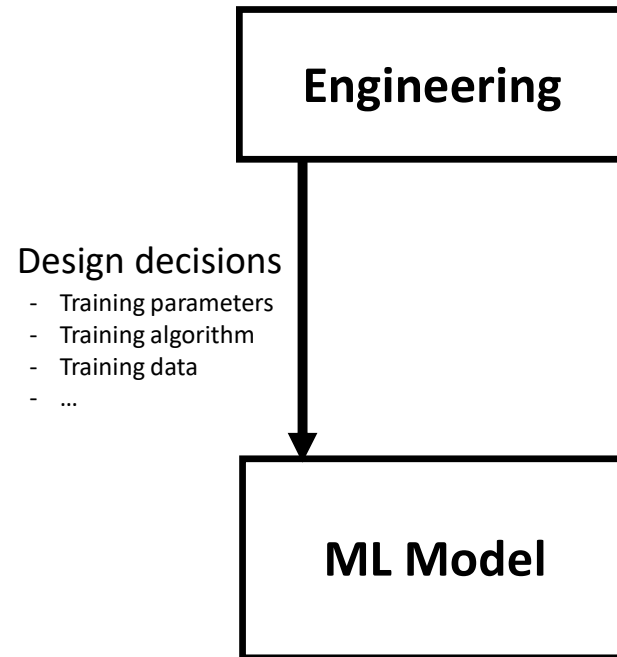 Engineering
Design decisions
- Training parameters
- Training algorithm
- Training data
- …
ML Model